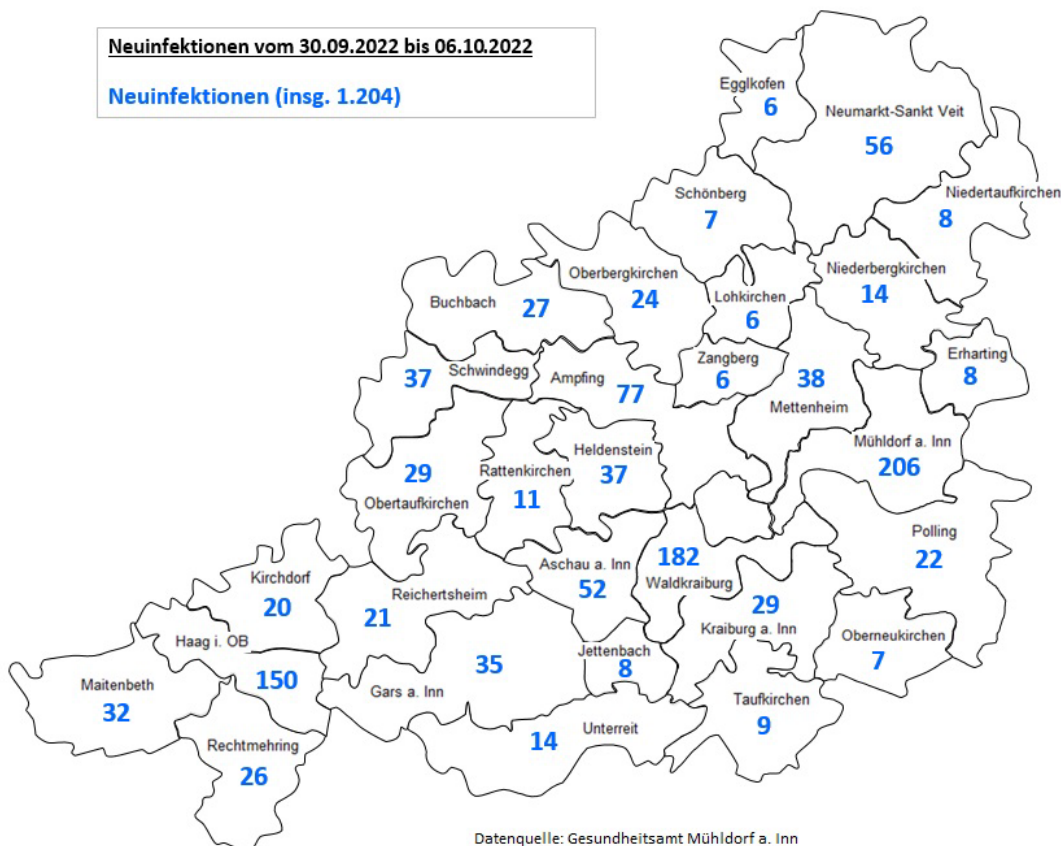 Neuinfektionen vom 30.09.2022 bis 06.10.2022
Neuinfektionen (insg. 1.204)
Egglkofen
6
Neumarkt-Sankt Veit
56
Schönberg
7
Niedertaufkirchen
8
Oberbergkirchen
24
Niederbergkirchen
14
Buchbach
27
Lohkirchen
6
Erharting
8
Schwindegg
37
Ampfing
77
Zangberg
6
38
Mettenheim
Mühldorf a. Inn
206
29
Obertaufkirchen
Rattenkirchen
11
Heldenstein
37
Polling
22
Kirchdorf
20
Reichertsheim
21
Aschau a. Inn
52
182
Waldkraiburg
29
Kraiburg a. Inn
Oberneukirchen
7
Haag i. OB
150
Maitenbeth
32
Gars a. Inn
35
Jettenbach
8
Taufkirchen
9
Rechtmehring
26
Unterreit
14
Datenquelle: Gesundheitsamt Mühldorf a. Inn